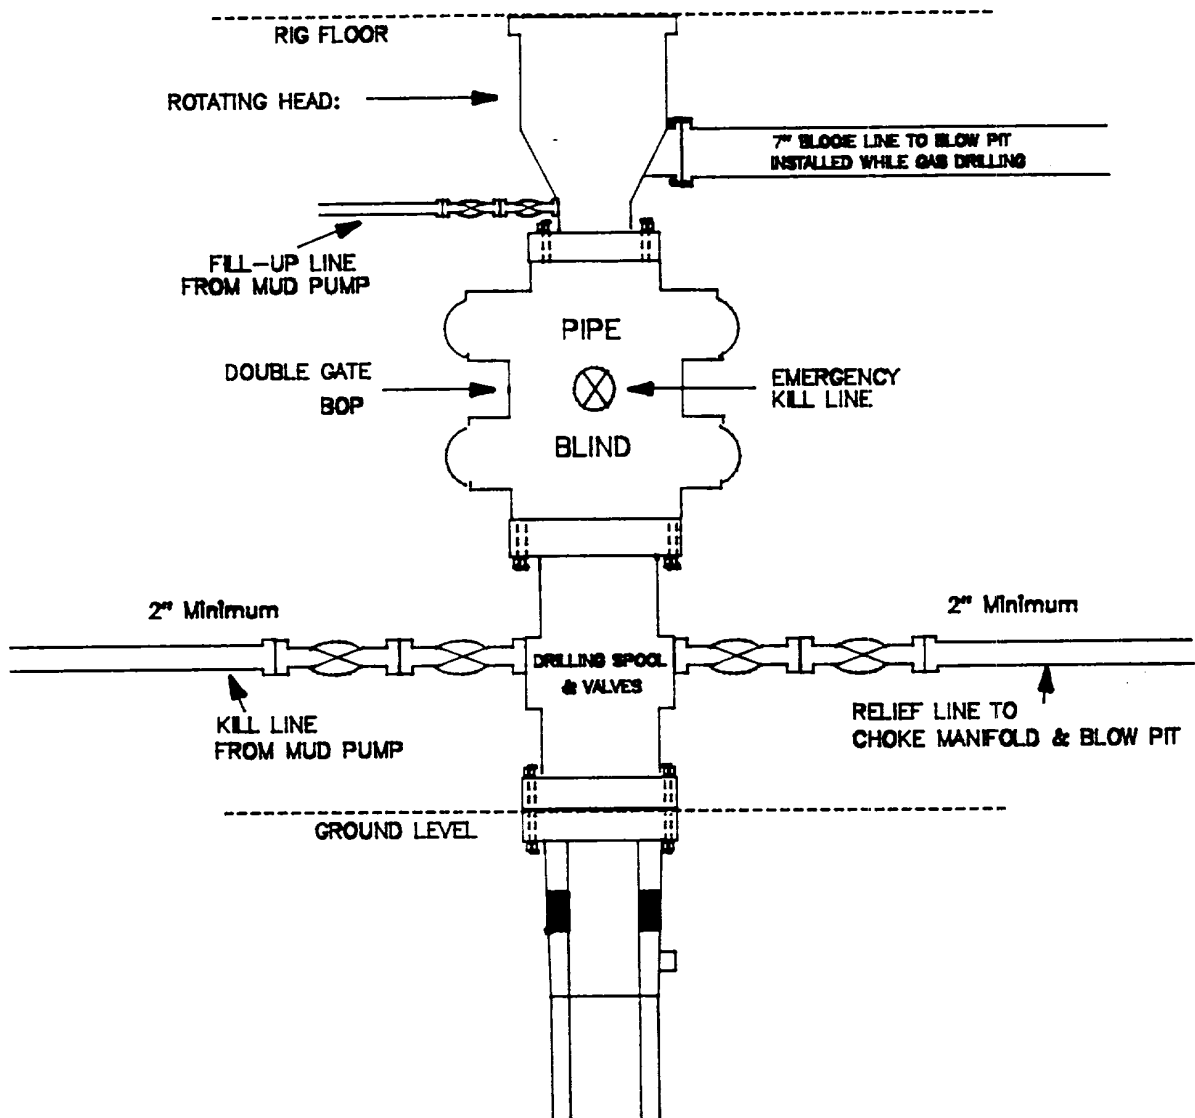 RIG FLOOR
ROTATING HEAD:
7" BLOOIE LINE TO BLOW PIT
INSTALLED WHILE GAS DRILLING
FILL-UP LINE
FROM MUD PUMP
PIPE
DOUBLE GATE
BOP
EMERGENCY
KILL LINE
BLIND
2" Minimum
2" Minimum
DRILLING SPOOL
& VALVES
KILL LINE
FROM MUD PUMP
RELIEF LINE TO
CHOKE MANIFOLD & BLOW PIT
GROUND LEVEL